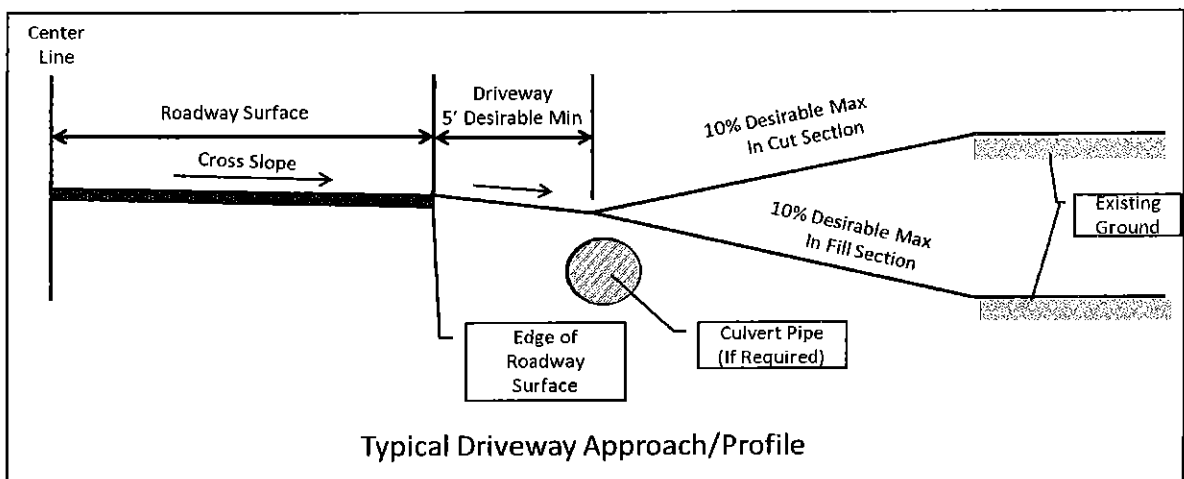 Center
Line
Roadway Surface
Driveway
5' Desirable Min
Cross Slope
10% Desirable Max
In Cut Section
10% Desirable Max
In Fill Section
Existing
Ground
Edge of
Roadway
Surface
Culvert Pipe
(If Required)
Typical Driveway Approach/Profile